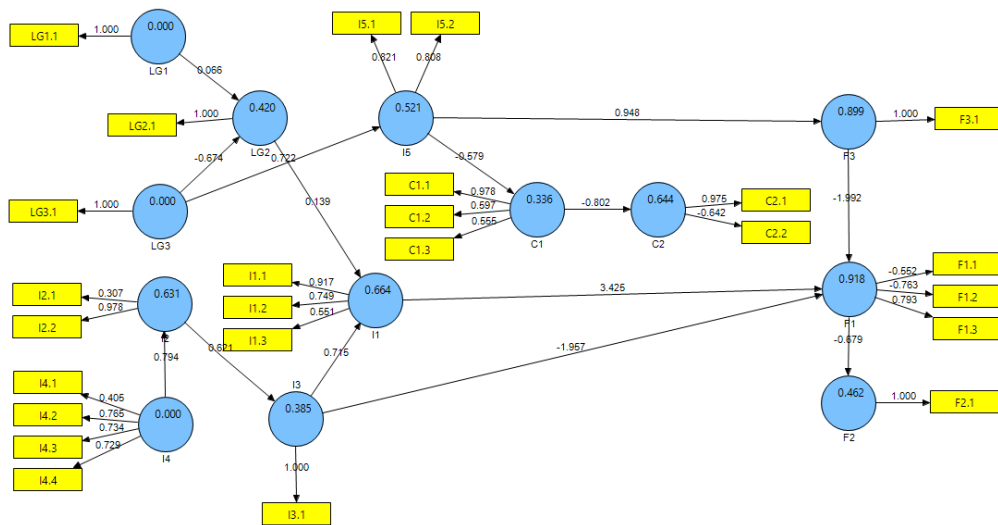 I5.1
I5.2
LG1.1
1.000
0.000
LG1
0.066
0.821
0.808
LG2.1
1.000
0.420
LG2
0.521
I5
0.948
0.899
F3
1.000
F3.1
-0.674
0.722
-0.579
LG3.1
1.000
0.000
LG3
0.139
C1.1
C1.2
C1.3
0.978
0.597
0.555
0.336
C1
-0.802
0.644
C2
0.975
-0.642
C2.1
C2.2
-1.992
I2.1
I2.2
0.307
0.978
0.631
I2
I1.1
I1.2
I1.3
0.917
0.749
0.551
0.664
I1
3.425
0.918
F1
-0.552
-0.763
0.793
F1.1
F1.2
F1.3
0.794
0.621
0.715
-1.957
-0.679
I4.1
I4.2
I4.3
I4.4
0.405
0.765
0.734
0.729
0.000
I4
I3
0.385
1.000
I3.1
0.462
F2
1.000
F2.1